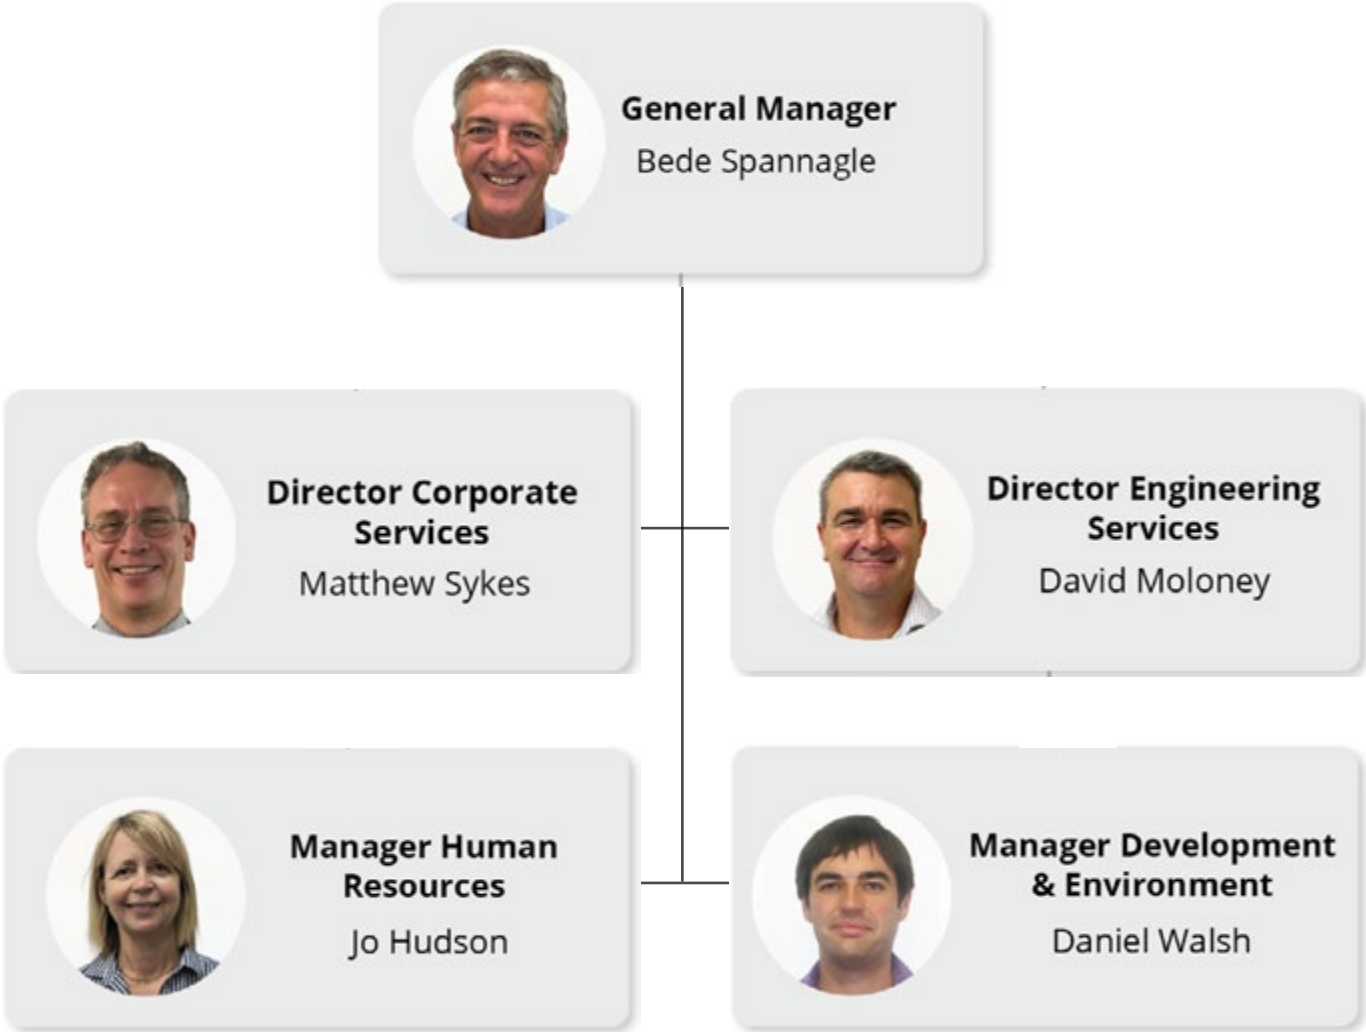 General Manager
Bede Spannagle
Director Corporate
Services
Matthew Sykes
Director Engineering
Services
David Moloney
Manager Human
Resources
Jo Hudson
Manager Development
& Environment
Daniel Walsh